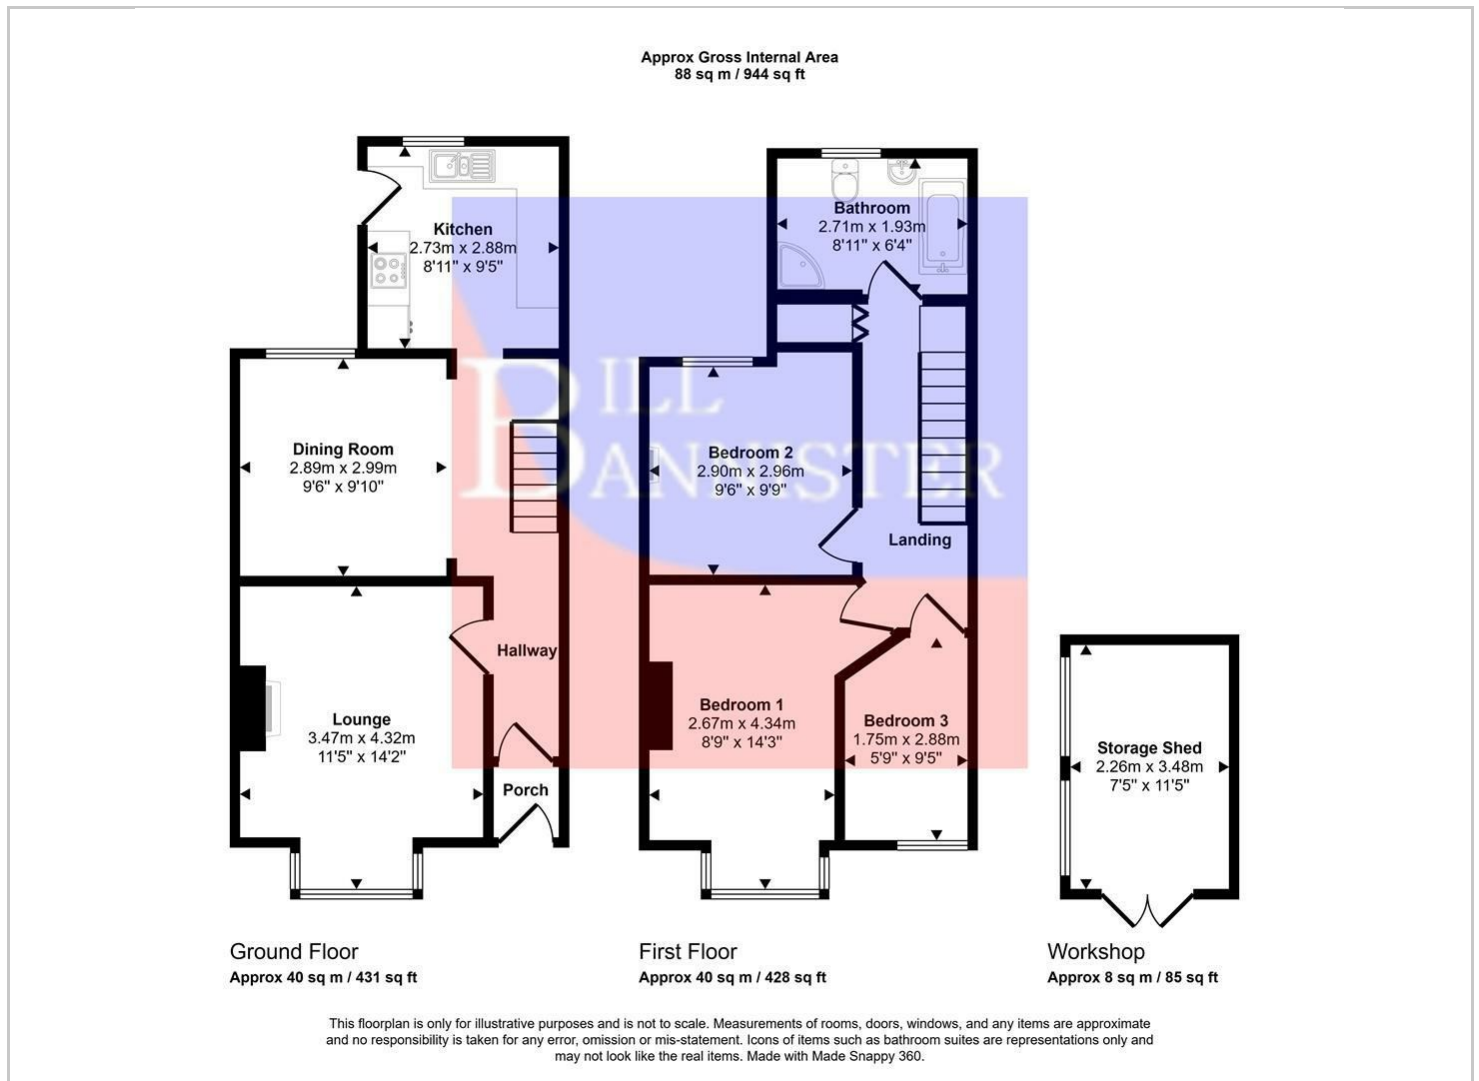 Approx Gross Internal Area
88 sq m / 944 sq ft
Kitchen
2.73m x 2.88m
8'11" x 9'5"
Dining Room
2.89m x 2.99m
9'6" x 9'10"
Lounge
3.47m x 4.32m
11'5" x 14'2"
Hallway
Porch
Bathroom
2.71m x 1.93m
8'11" x 6'4"
Bedroom 2
2.90m x 2.96m
9'6" x 9'9"
Landing
Bedroom 1
2.67m x 4.34m
8'9" x 14'3"
Bedroom 3
1.75m x 2.88m
5'9" x 9'5"
Storage Shed
2.26m x 3.48m
7'5" x 11'5"
BILL
BANNISTER
Ground Floor
Approx 40 sq m / 431 sq ft
First Floor
Approx 40 sq m / 428 sq ft
Workshop
Approx 8 sq m / 85 sq ft
This floorplan is only for illustrative purposes and is not to scale. Measurements of rooms, doors, windows, and any items are approximate
and no responsibility is taken for any error, omission or mis-statement. Icons of items such as bathroom suites are representations only and
may not look like the real items. Made with Made Snappy 360.